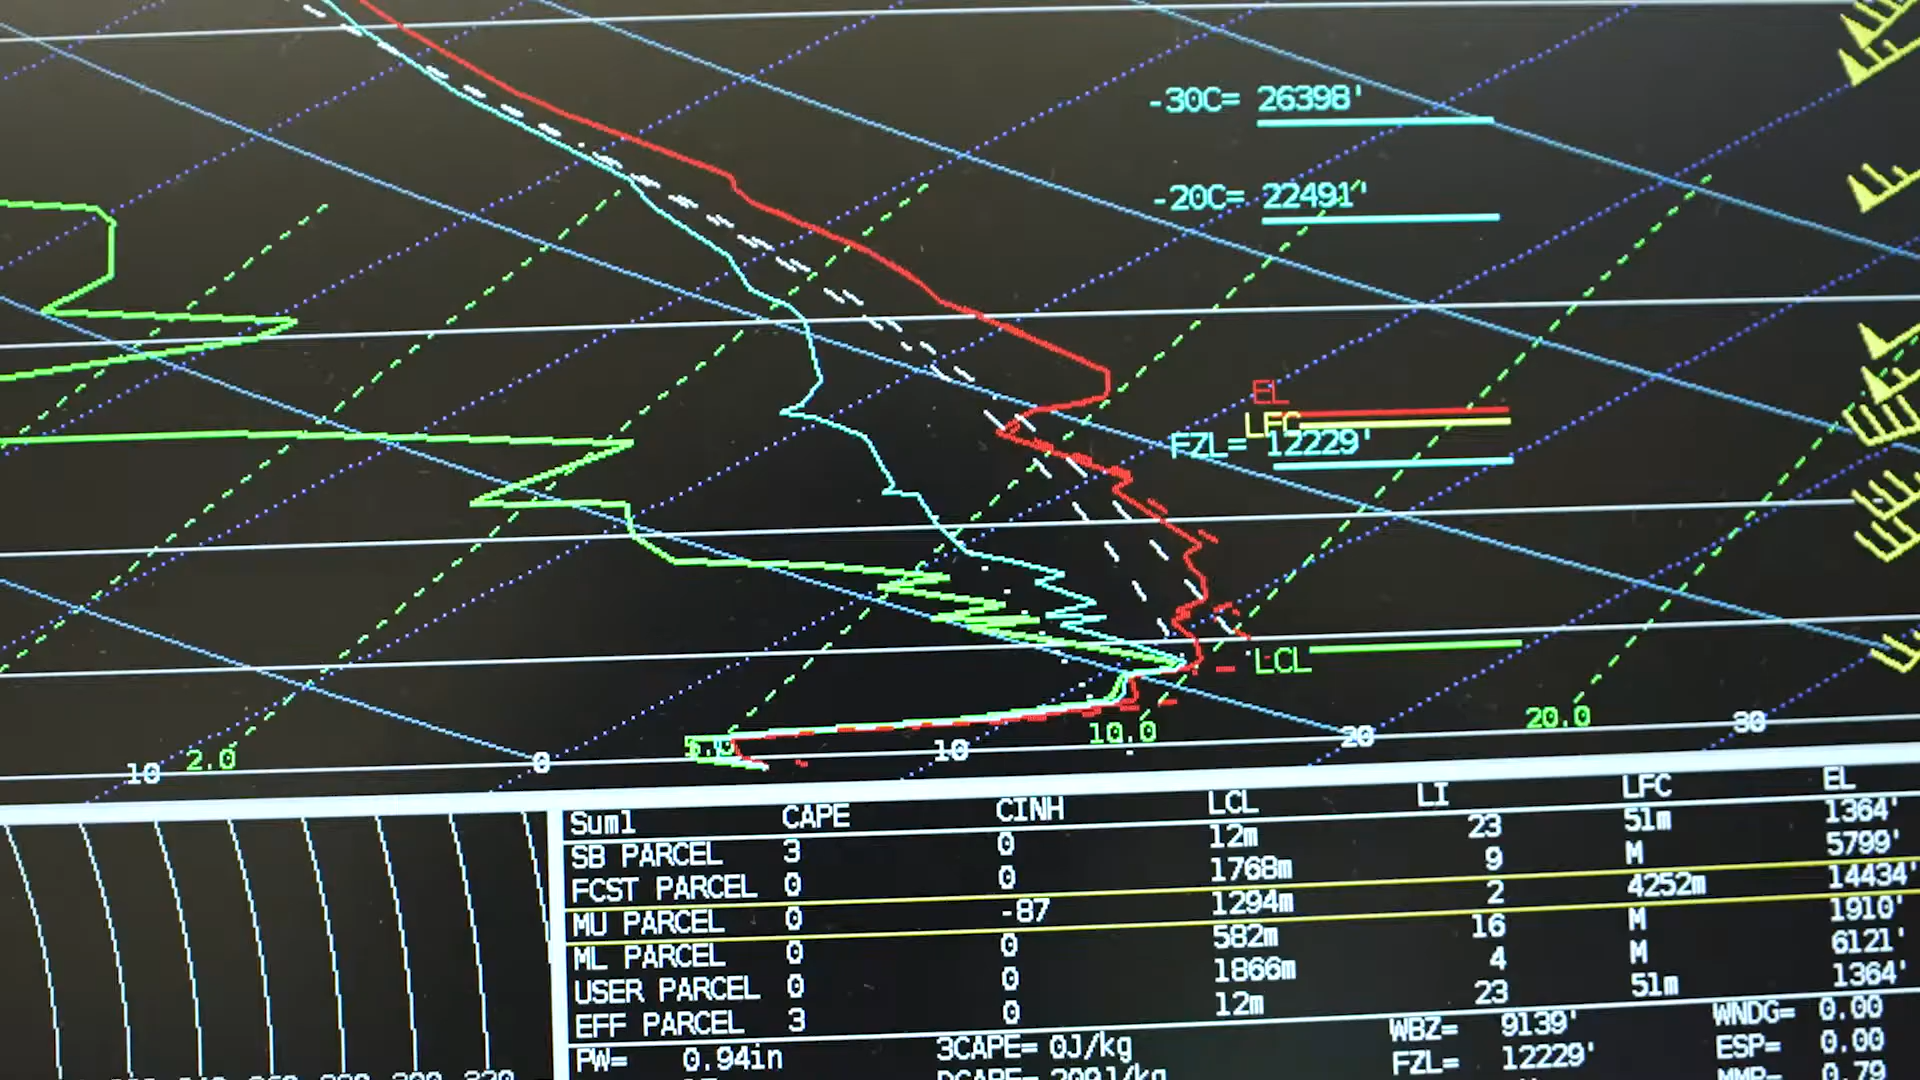 -30C= 26398'
-20C= 22491'
EL
LFC
FZL= 12229'
LCL
10 2.0 0 10 10.0 20 20.0 30
Sum1 CAPE CINH LCL LI LFC EL
SB PARCEL 3 0 12m 23 51m 1364'
FCST PARCEL 0 0 1768m 9 M 5799'
MU PARCEL 0 -87 1294m 2 4252m 14434'
ML PARCEL 0 0 582m 16 M 1910'
USER PARCEL 0 0 1866m 4 M 6121'
EFF PARCEL 3 0 12m 23 51m 1364'
PW= 0.94in 3CAPE= 0J/kg WBZ= 9139' WNDG= 0.00
FZL= 12229' ESP= 0.00
0.79